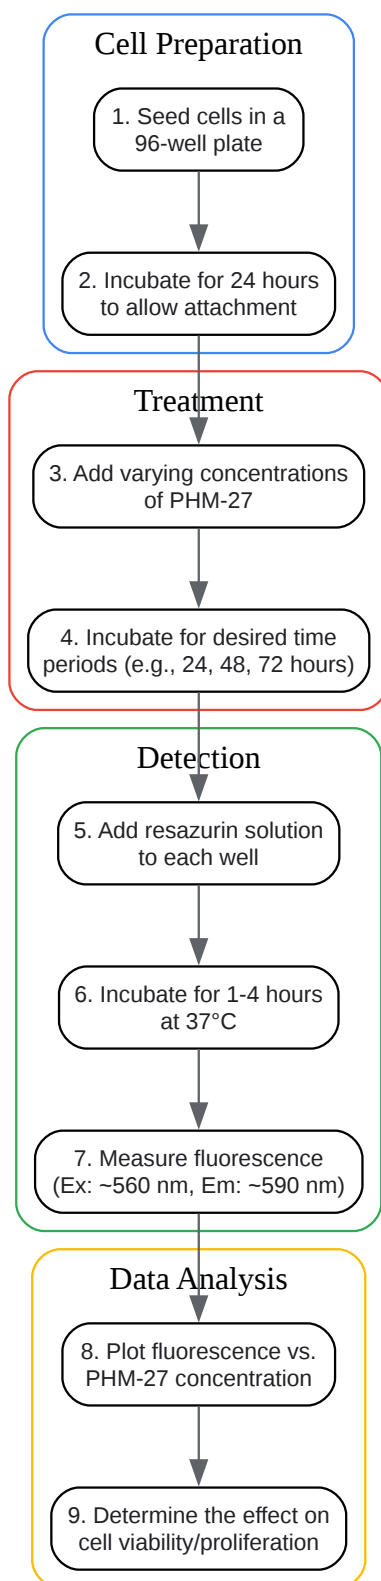 Cell Preparation
1. Seed cells in a
96-well plate
2. Incubate for 24 hours
to allow attachment
Treatment
3. Add varying concentrations
of PHM-27
4. Incubate for desired time
periods (e.g., 24, 48, 72 hours)
Detection
5. Add resazurin solution
to each well
6. Incubate for 1-4 hours
at 37°C
7. Measure fluorescence
(Ex: ~560 nm, Em: ~590 nm)
Data Analysis
8. Plot fluorescence vs.
PHM-27 concentration
9. Determine the effect on
cell viability/proliferation